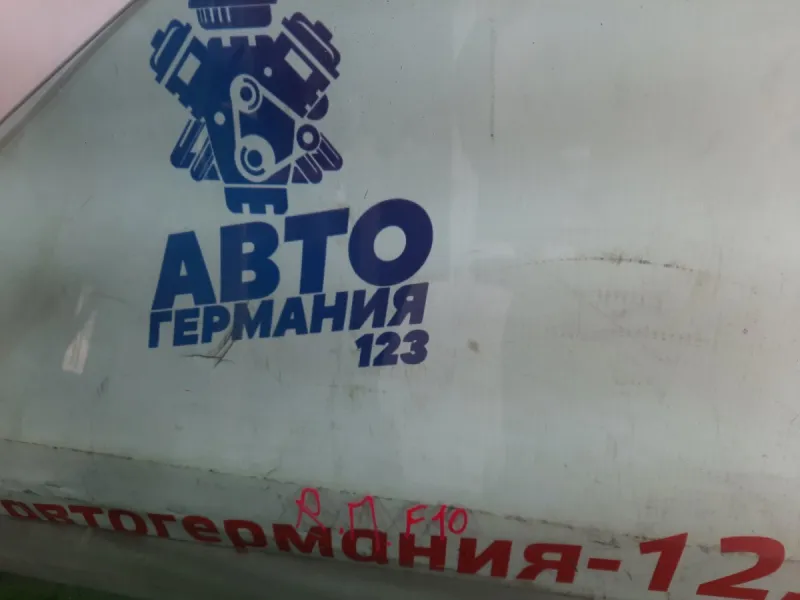 АВТО
ГЕРМАНИЯ
123
R.П. F10
автогермания-12